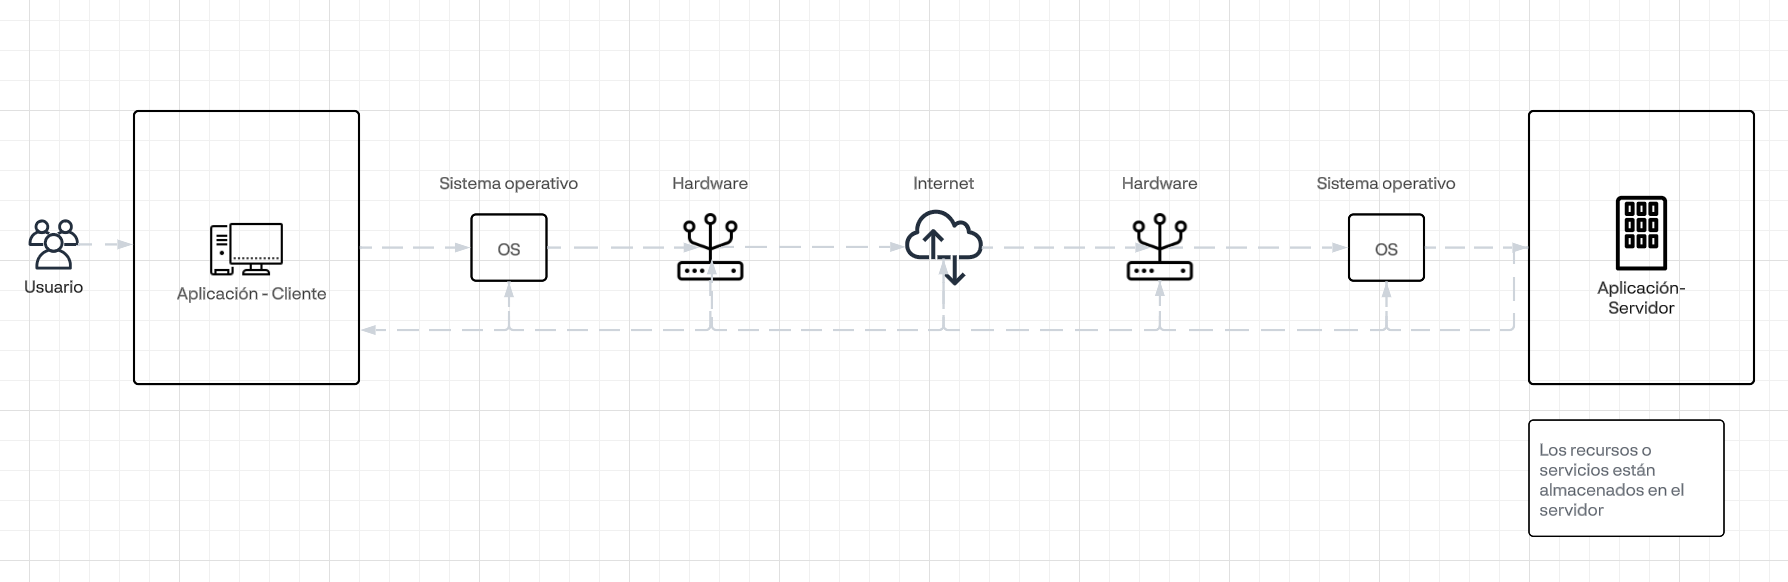 Sistema operativo
Hardware
Internet
Hardware
Sistema operativo
OS
OS
Usuario
Aplicación - Cliente
Aplicación-
Servidor
Los recursos o
servicios están
almacenados en el
servidor